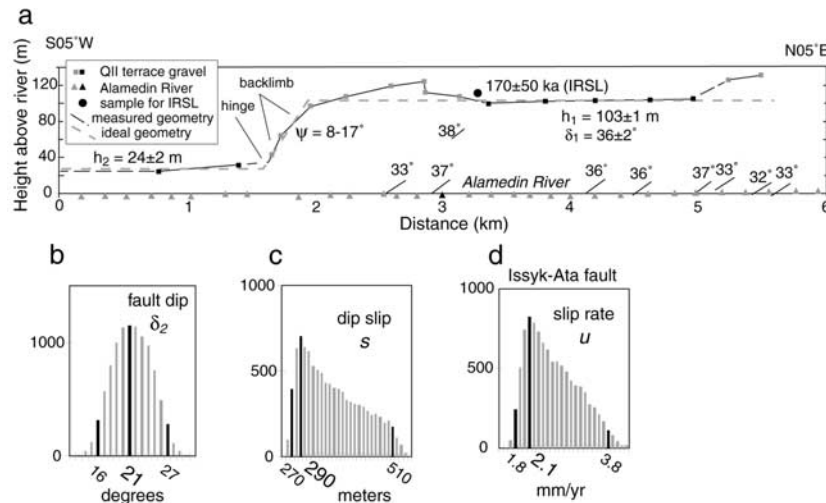 a
S05°W
N05°E
Height above river (m)
120
80
40
0
QII terrace gravel
Alamedin River
sample for IRSL
measured geometry
ideal geometry
backlimb
hinge
170±50 ka (IRSL)
ψ = 8-17°
38°
h₁ = 103±1 m
δ₁ = 36±2°
h₂ = 24±2 m
33°
37°
Alamedin River
36°
36°
37°
33°
32°
33°
0
1
2
3
4
5
6
Distance (km)
b
fault dip
δ₂
1000
0
16
21
27
degrees
c
dip slip
s
1000
500
0
270
290
510
meters
d
Issyk-Ata fault
slip rate
u
1000
500
0
1.8
2.1
3.8
mm/yr